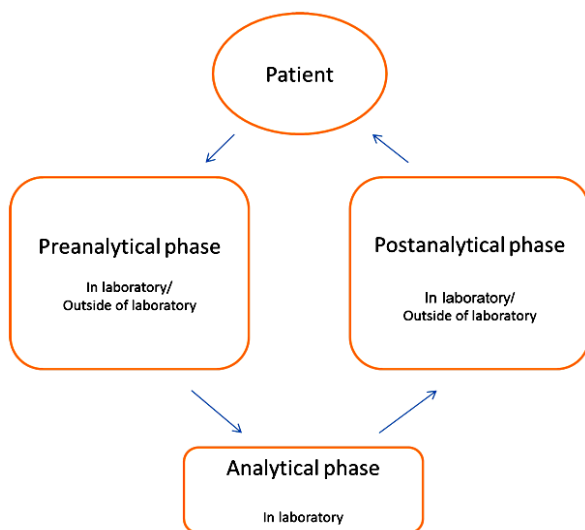 Patient
Preanalytical phase
In laboratory/
Outside of laboratory
Postanalytical phase
In laboratory/
Outside of laboratory
Analytical phase
In laboratory